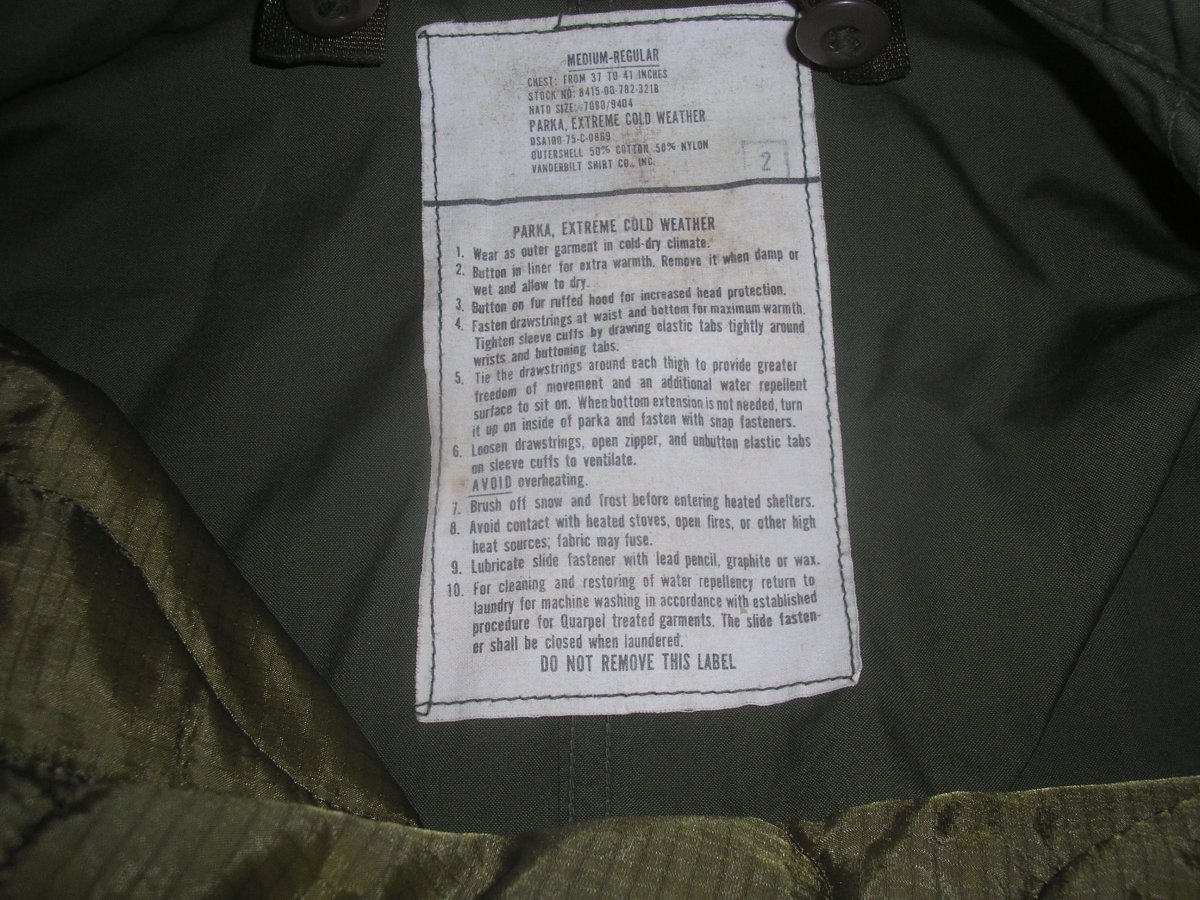 MEDIUM-REGULAR
CHEST: FROM 37 TO 41 INCHES
STOCK NO: 8415-00-782-3218
NATO SIZE: 7080/9404
PARKA, EXTREME COLD WEATHER
DSA100-75-C-0869
OUTERSHELL 50% COTTON 50% NYLON
VANDERBILT SHIRT CO., INC.
2
PARKA, EXTREME COLD WEATHER
1. Wear as outer garment in cold-dry climate.
2. Button in liner for extra warmth. Remove it when damp or
wet and allow to dry.
3. Button on fur ruffed hood for increased head protection.
4. Fasten drawstrings at waist and bottom for maximum warmth.
Tighten sleeve cuffs by drawing elastic tabs tightly around
wrists and buttoning tabs.
5. Tie the drawstrings around each thigh to provide greater
freedom of movement and an additional water repellent
surface to sit on. When bottom extension is not needed, turn
it up on inside of parka and fasten with snap fasteners.
6. Loosen drawstrings, open zipper, and unbutton elastic tabs
on sleeve cuffs to ventilate.
AVOID overheating.
7. Brush off snow and frost before entering heated shelters.
8. Avoid contact with heated stoves, open fires, or other high
heat sources; fabric may fuse.
9. Lubricate slide fastener with lead pencil, graphite or wax.
10. For cleaning and restoring of water repellency return to
laundry for machine washing in accordance with established
procedure for Quarpel treated garments. The slide fasten-
er shall be closed when laundered.
DO NOT REMOVE THIS LABEL